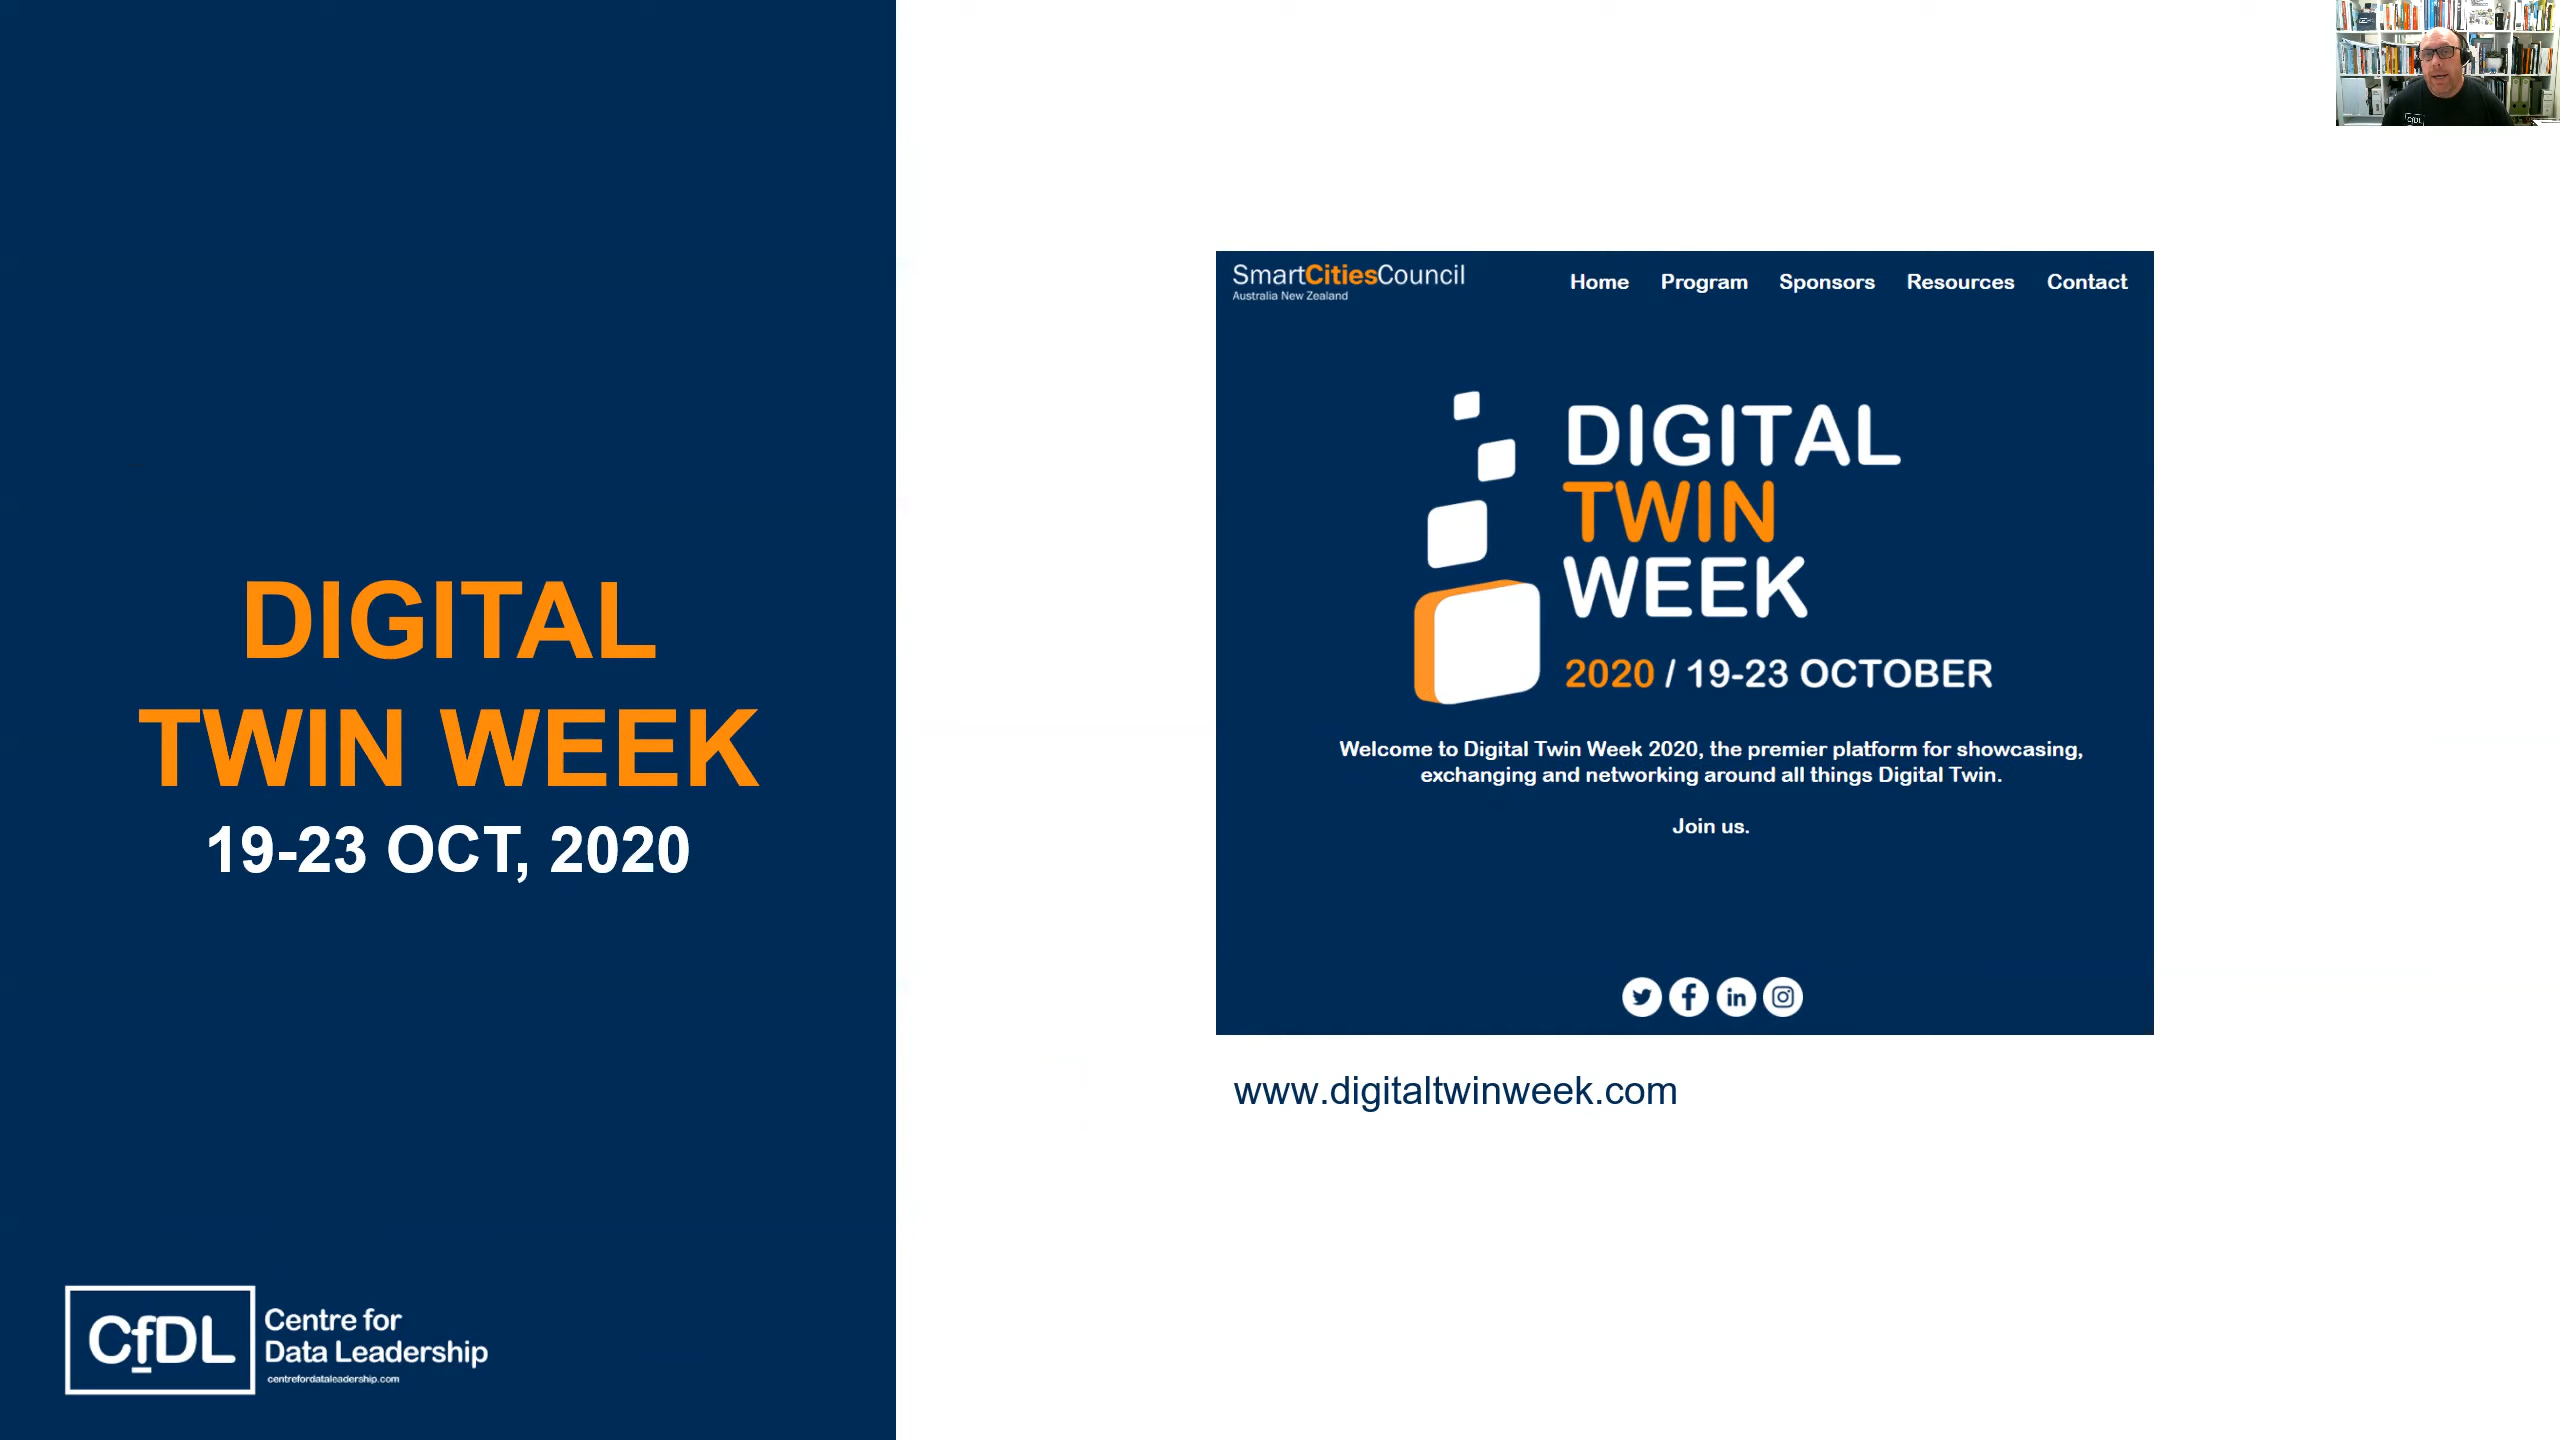 DIGITAL
TWIN WEEK
19-23 OCT, 2020
CfDL
Centre for
Data Leadership
centrefordataleadership.com
SmartCitiesCouncil
Australia New Zealand
Home Program Sponsors Resources Contact
DIGITAL
TWIN
WEEK
2020 / 19-23 OCTOBER
Welcome to Digital Twin Week 2020, the premier platform for showcasing,
exchanging and networking around all things Digital Twin.
Join us.
www.digitaltwinweek.com
CfDL